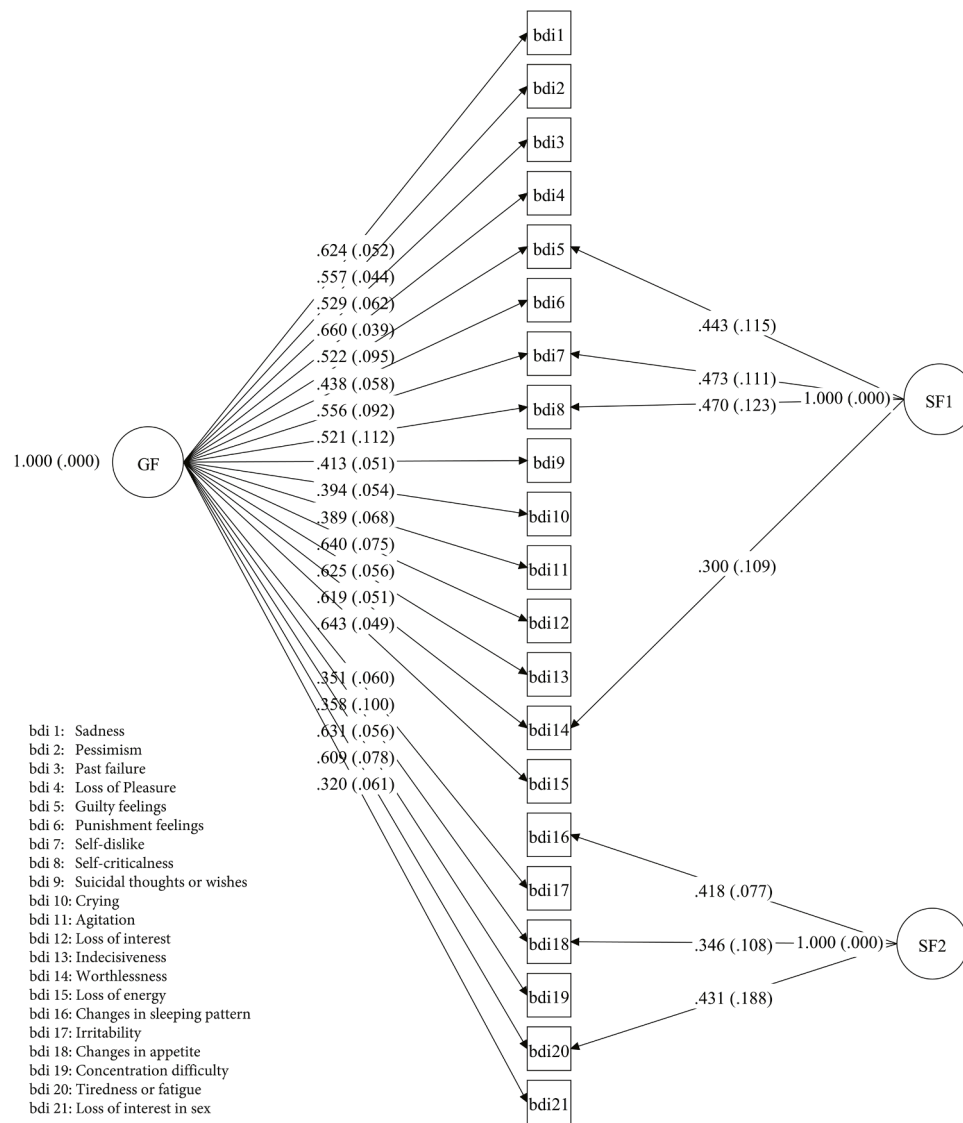 bdi1
bdi2
bdi3
bdi4
bdi5
bdi6
bdi7
bdi8
bdi9
bdi10
bdi11
bdi12
bdi13
bdi14
bdi15
bdi16
bdi17
bdi18
bdi19
bdi20
bdi21
1.000 (.000)
GF
.624 (.052)
.557 (.044)
.529 (.062)
.660 (.039)
.522 (.095)
.438 (.058)
.556 (.092)
.521 (.112)
.413 (.051)
.394 (.054)
.389 (.068)
.640 (.075)
.625 (.056)
.619 (.051)
.643 (.049)
.351 (.060)
.358 (.100)
.631 (.056)
.609 (.078)
.320 (.061)
.443 (.115)
.473 (.111)
.470 (.123)
1.000 (.000)
SF1
.300 (.109)
.418 (.077)
.346 (.108)
1.000 (.000)
SF2
.431 (.188)
bdi 1: Sadness
bdi 2: Pessimism
bdi 3: Past failure
bdi 4: Loss of Pleasure
bdi 5: Guilty feelings
bdi 6: Punishment feelings
bdi 7: Self-dislike
bdi 8: Self-criticalness
bdi 9: Suicidal thoughts or wishes
bdi 10: Crying
bdi 11: Agitation
bdi 12: Loss of interest
bdi 13: Indecisiveness
bdi 14: Worthlessness
bdi 15: Loss of energy
bdi 16: Changes in sleeping pattern
bdi 17: Irritability
bdi 18: Changes in appetite
bdi 19: Concentration difficulty
bdi 20: Tiredness or fatigue
bdi 21: Loss of interest in sex